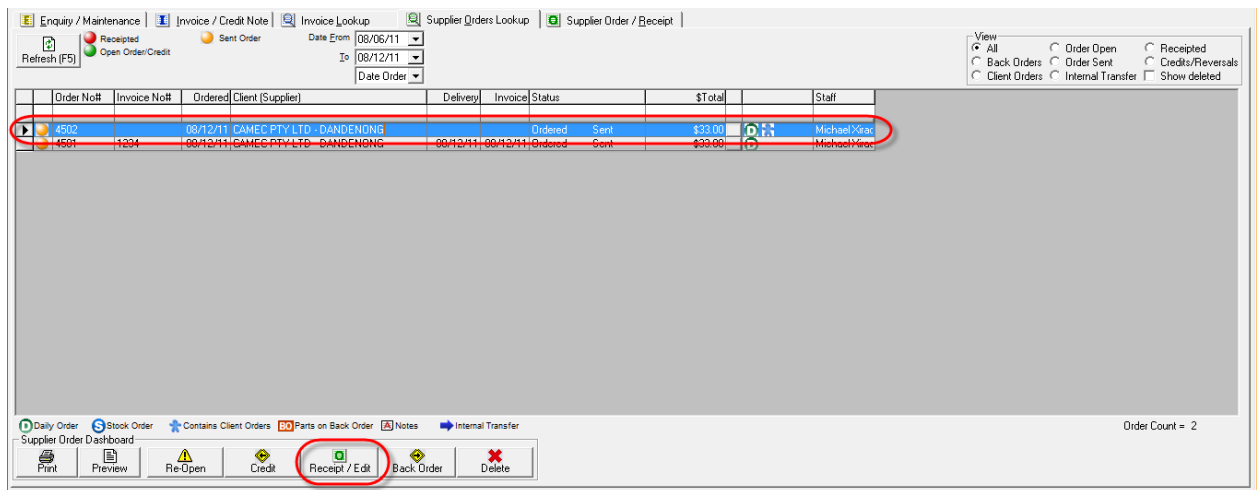 Enquiry / Maintenance Invoice / Credit Note Invoice Lookup Supplier Orders Lookup Supplier Order / Receipt
Refresh (F5)
Receipted Sent Order
Open Order/Credit
Date From 08/06/11
To 08/12/11
Date Order
View
All Order Open Receipted
Back Orders Order Sent Credits/Reversals
Client Orders Internal Transfer Show deleted
Order No# Invoice No# Ordered Client (Supplier) Delivery Invoice Status $Total Staff
4502 08/12/11 CAMEC PTY LTD - DANDENONG Ordered Sent $33.00 D Michael Xirac
4501 1234 08/12/11 CAMEC PTY LTD - DANDENONG 08/12/11 08/12/11 Ordered Sent $33.00 D Michael Xirac
D Daily Order S Stock Order Contains Client Orders BO Parts on Back Order A Notes Internal Transfer Order Count = 2
Supplier Order Dashboard
Print Preview Re-Open Credit Receipt / Edit Back Order Delete